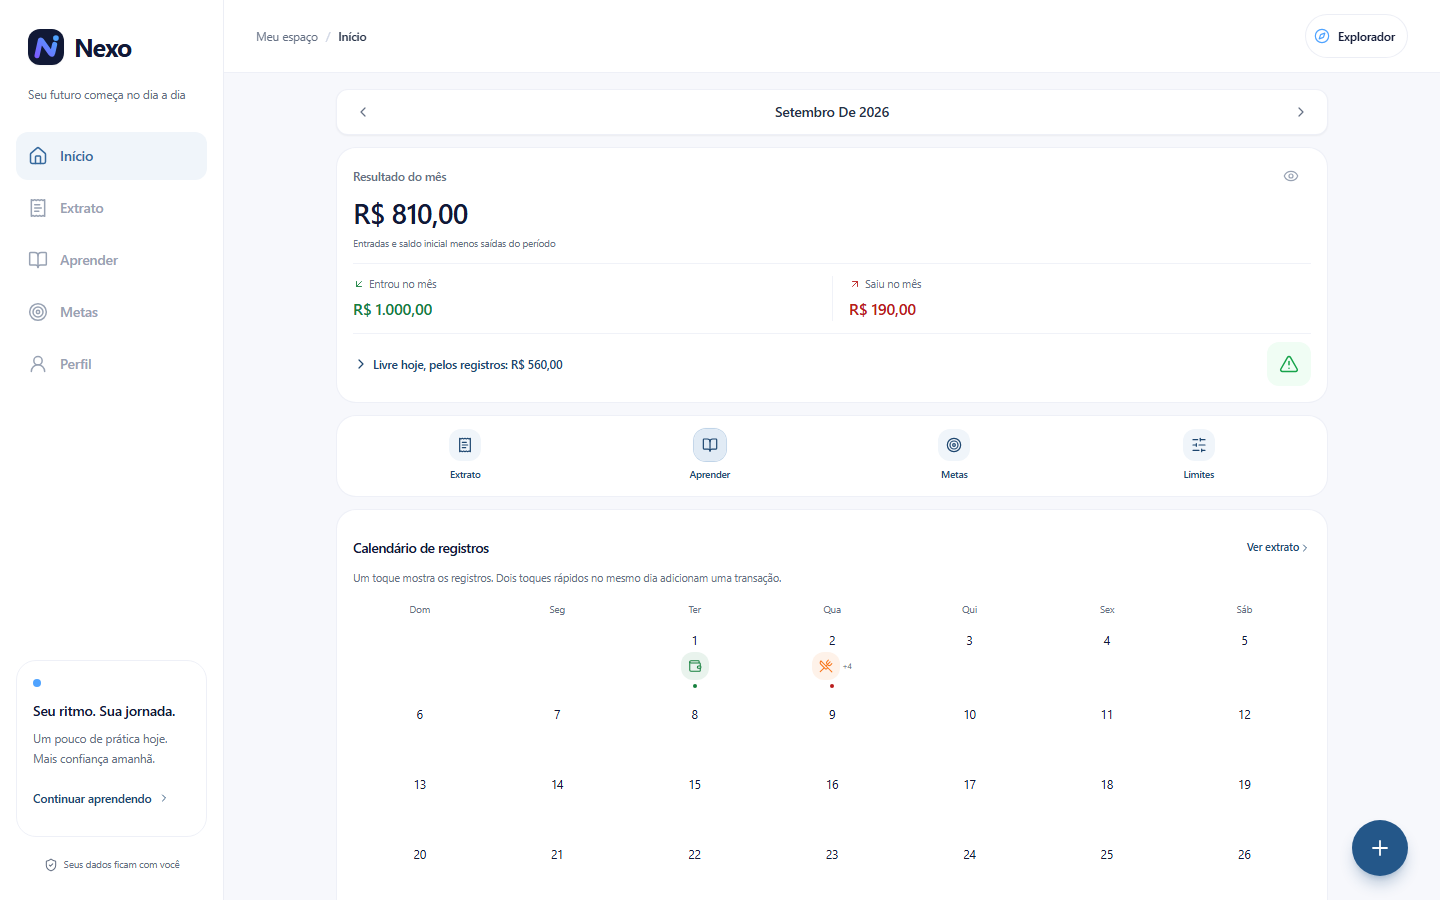 Nexo
Seu futuro começa no dia a dia
Início
Extrato
Aprender
Metas
Perfil
Seu ritmo. Sua jornada.
Um pouco de prática hoje.
Mais confiança amanhã.
Continuar aprendendo
Seus dados ficam com você
Meu espaço / Início
Explorador
Setembro De 2026
Resultado do mês
R$ 810,00
Entradas e saldo inicial menos saídas do período
Entrou no mês
R$ 1.000,00
Saiu no mês
R$ 190,00
Livre hoje, pelos registros: R$ 560,00
Extrato
Aprender
Metas
Limites
Calendário de registros
Ver extrato
Um toque mostra os registros. Dois toques rápidos no mesmo dia adicionam uma transação.
Dom Seg Ter Qua Qui Sex Sáb
1 2 3 4 5
+4
6 7 8 9 10 11 12
13 14 15 16 17 18 19
20 21 22 23 24 25 26